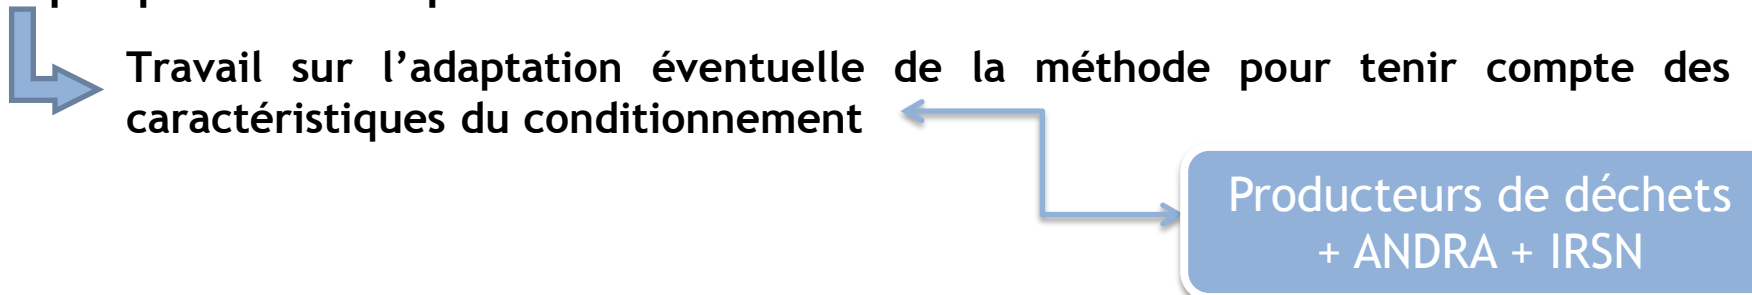 Travail sur l’adaptation éventuelle de la méthode pour tenir compte des
caractéristiques du conditionnement
Producteurs de déchets
+ ANDRA + IRSN